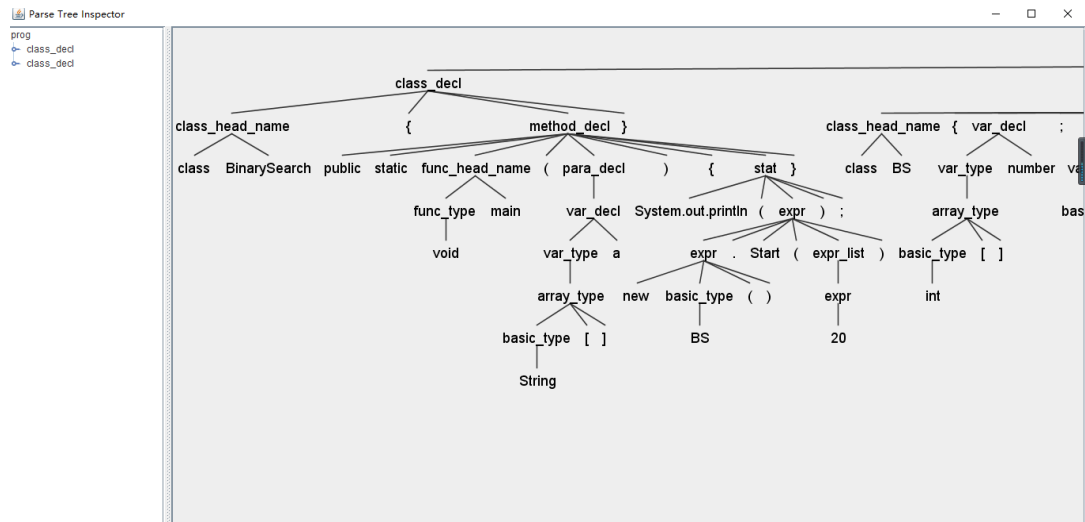 Parse Tree Inspector
prog
class_decl
class_decl
class_decl
class_head_name { method_decl } class_head_name { var_decl ;
class BinarySearch public static func_head_name ( para_decl ) { stat } class BS var_type number
func_type main var_decl System.out.println ( expr ) ; array_type
void var_type a expr . Start ( expr_list ) basic_type [ ]
array_type new basic_type ( ) expr int
basic_type [ ] BS 20
String